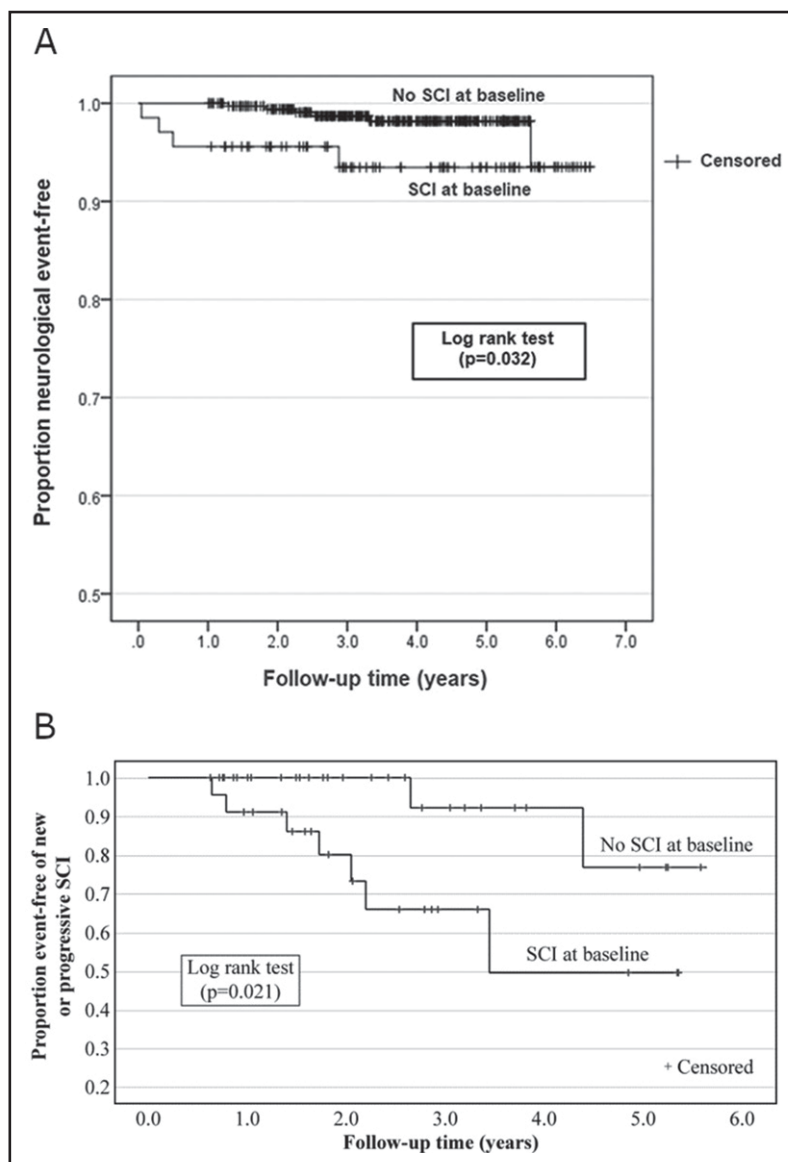 A
No SCI at baseline
Censored
SCI at baseline
Log rank test
(p=0.032)
Proportion neurological event-free
1.0
0.9
0.8
0.7
0.6
0.5
.0 1.0 2.0 3.0 4.0 5.0 6.0 7.0
Follow-up time (years)
B
Proportion event-free of new
or progressive SCI
1.0
0.9
0.8
0.7
0.6
0.5
0.4
0.3
0.2
No SCI at baseline
SCI at baseline
Log rank test
(p=0.021)
+ Censored
0.0 1.0 2.0 3.0 4.0 5.0 6.0
Follow-up time (years)